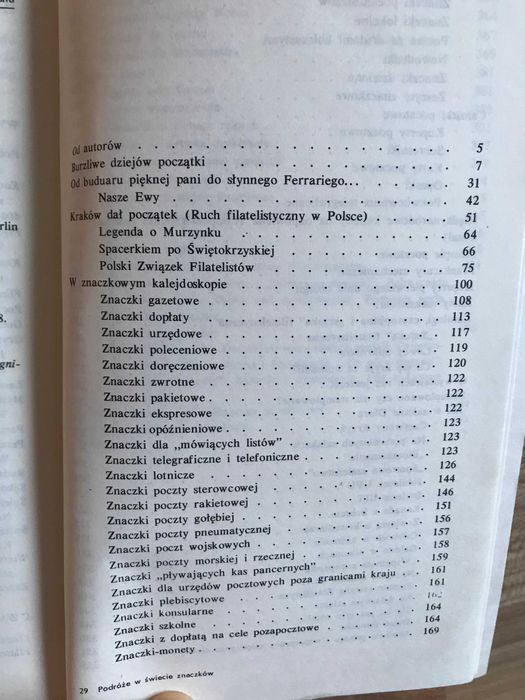 rlin
8.
gni-
Od autorów . . . . . . . . . . . . . . . . . 5
Burzliwe dziejów początki . . . . . . . . . . . . 7
Od buduaru pięknej pani do słynnego Ferrariego... . . . . . 31
Nasze Ewy . . . . . . . . . . . . . . 42
Kraków dał początek (Ruch filatelistyczny w Polsce) . . . . . 51
Legenda o Murzynku . . . . . . . . . . . 64
Spacerkiem po Świętokrzyskiej . . . . . . . . . 66
Polski Związek Filatelistów . . . . . . . . . . 75
W znaczkowym kalejdoskopie . . . . . . . . . . . 100
Znaczki gazetowe . . . . . . . . . . . . 108
Znaczki dopłaty . . . . . . . . . . . . 113
Znaczki urzędowe . . . . . . . . . . . . 117
Znaczki poleceniowe . . . . . . . . . . . 119
Znaczki doręczeniowe . . . . . . . . . . . 120
Znaczki zwrotne . . . . . . . . . . . . 122
Znaczki pakietowe . . . . . . . . . . . . 122
Znaczki ekspresowe . . . . . . . . . . . 122
Znaczki opóźnieniowe . . . . . . . . . . . 123
Znaczki dla „mówiących listów” . . . . . . . . 123
Znaczki telegraficzne i telefoniczne . . . . . . . 123
Znaczki lotnicze . . . . . . . . . . . . 126
Znaczki poczty sterowcowej . . . . . . . . . 144
Znaczki poczty rakietowej . . . . . . . . . 146
Znaczki poczty gołębiej . . . . . . . . . . 151
Znaczki poczty pneumatycznej . . . . . . . . 156
Znaczki poczt wojskowych . . . . . . . . . 157
Znaczki poczty morskiej i rzecznej . . . . . . . 158
Znaczki „pływających kas pancernych” . . . . . . 159
Znaczki dla urzędów pocztowych poza granicami kraju . . . 161
Znaczki plebiscytowe . . . . . . . . . . 161
Znaczki konsularne . . . . . . . . . . . 162
Znaczki szkolne . . . . . . . . . . . . 164
Znaczki z dopłatą na cele pozapocztowe . . . . . . 164
Znaczki-monety . . . . . . . . . . . . 169
29 Podróże w świecie znaczków